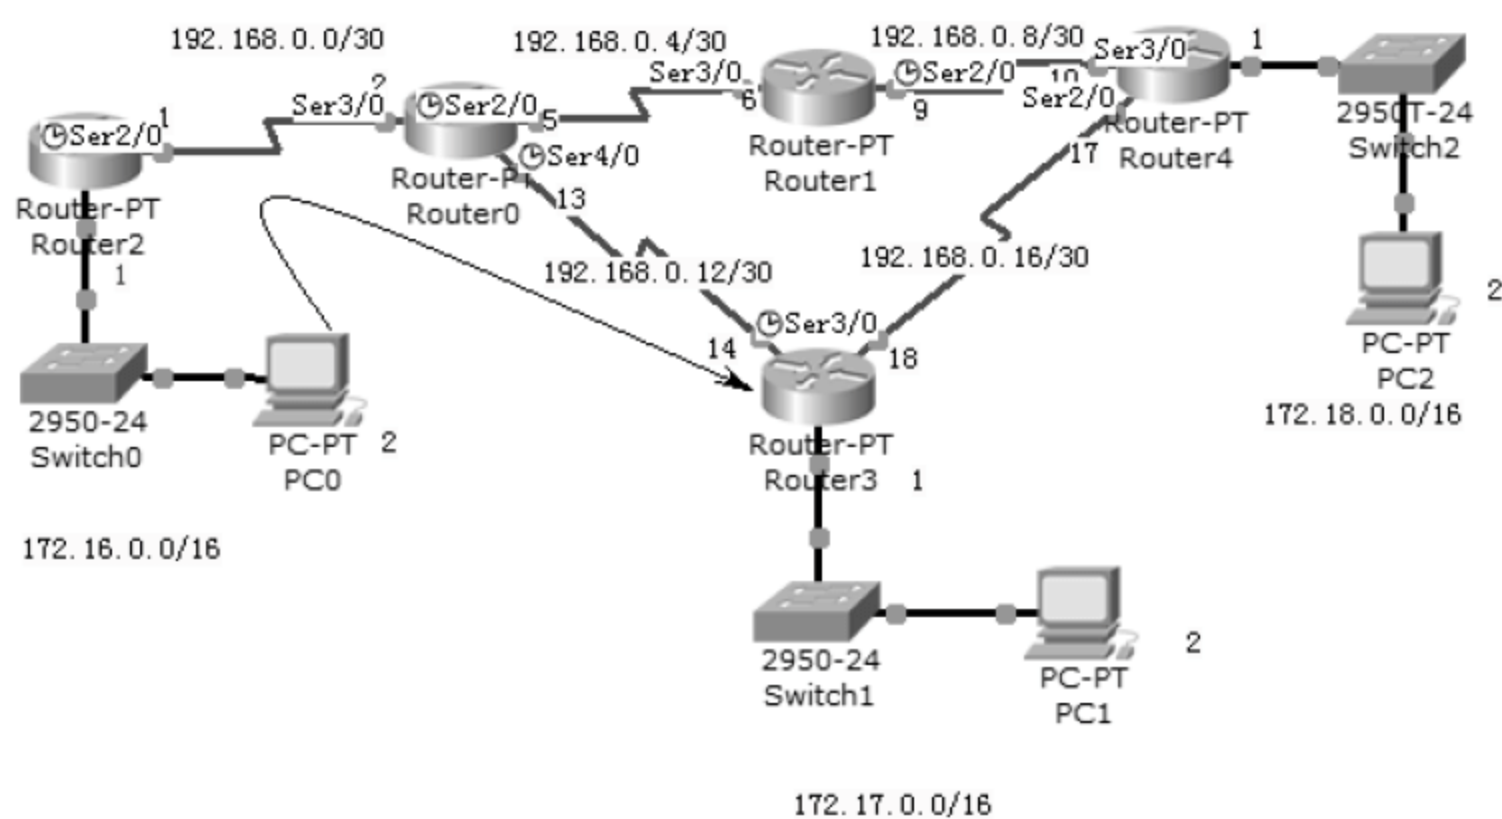 192.168.0.0/30
192.168.0.4/30
192.168.0.8/30
Ser3/0
1
Ser3/0
Ser2/0
10
Ser2/0
2
Ser3/0
Ser2/0
5
6
9
1
Ser2/0
Ser4/0
13
17
Router-PT
Router2
1
Router-PT
Router0
Router-PT
Router1
Router-PT
Router4
2950T-24
Switch2
192.168.0.12/30
192.168.0.16/30
Ser3/0
14
18
2
PC-PT
PC2
172.18.0.0/16
2950-24
Switch0
PC-PT
PC0
2
Router-PT
Router3
1
172.16.0.0/16
2950-24
Switch1
PC-PT
PC1
2
172.17.0.0/16